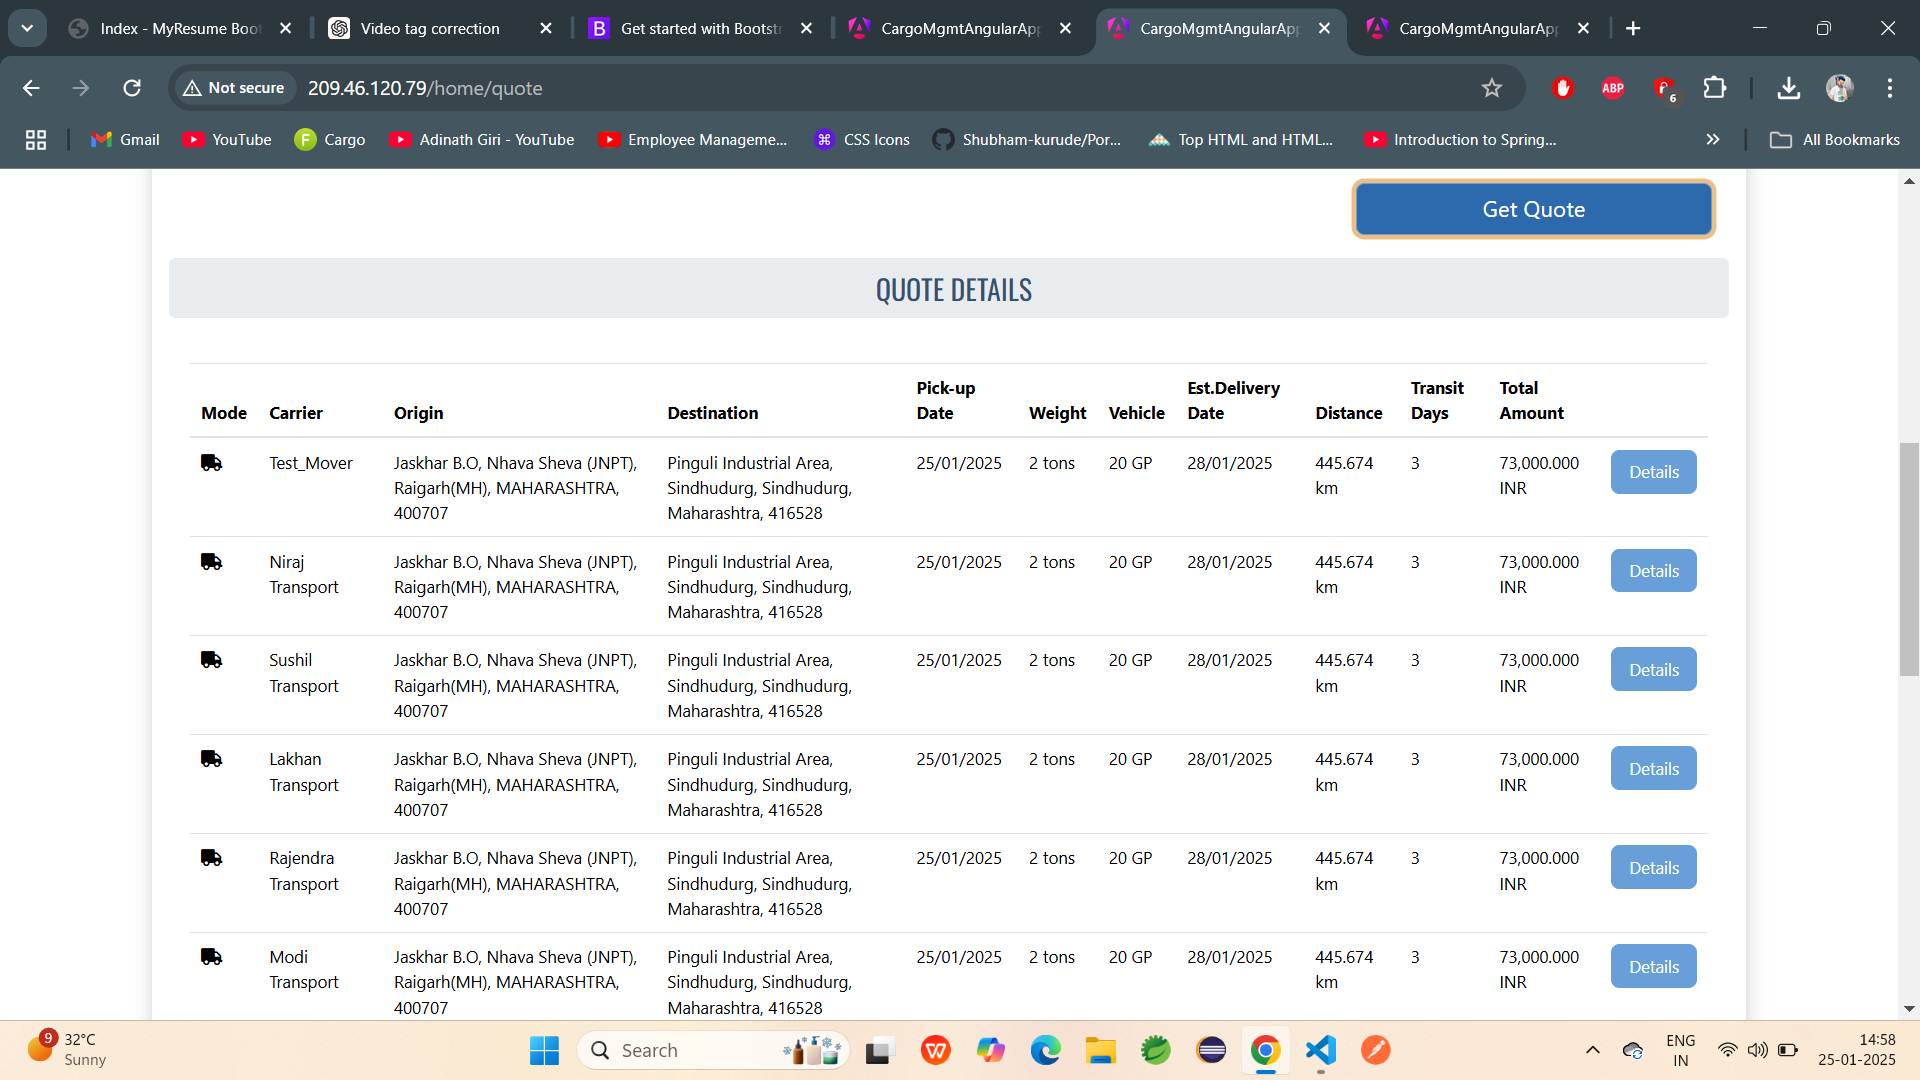 Index - MyResume Boot
Video tag correction
Get started with Bootstr
CargoMgmtAngularApp
CargoMgmtAngularApp
CargoMgmtAngularApp
Not secure
209.46.120.79/home/quote
ABP
6
Gmail
YouTube
Cargo
Adinath Giri - YouTube
Employee Manageme...
CSS Icons
Shubham-kurude/Por...
Top HTML and HTML...
Introduction to Spring...
All Bookmarks
Get Quote
QUOTE DETAILS
Mode Carrier Origin Destination Pick-up Date Weight Vehicle Est.Delivery Date Distance Transit Days Total Amount
Test_Mover Jaskhar B.O, Nhava Sheva (JNPT), Pinguli Industrial Area, 25/01/2025 2 tons 20 GP 28/01/2025 445.674 3 73,000.000 Details
Raigarh(MH), MAHARASHTRA, Sindhudurg, Sindhudurg, km INR
400707 Maharashtra, 416528
Niraj Jaskhar B.O, Nhava Sheva (JNPT), Pinguli Industrial Area, 25/01/2025 2 tons 20 GP 28/01/2025 445.674 3 73,000.000 Details
Transport Raigarh(MH), MAHARASHTRA, Sindhudurg, Sindhudurg, km INR
400707 Maharashtra, 416528
Sushil Jaskhar B.O, Nhava Sheva (JNPT), Pinguli Industrial Area, 25/01/2025 2 tons 20 GP 28/01/2025 445.674 3 73,000.000 Details
Transport Raigarh(MH), MAHARASHTRA, Sindhudurg, Sindhudurg, km INR
400707 Maharashtra, 416528
Lakhan Jaskhar B.O, Nhava Sheva (JNPT), Pinguli Industrial Area, 25/01/2025 2 tons 20 GP 28/01/2025 445.674 3 73,000.000 Details
Transport Raigarh(MH), MAHARASHTRA, Sindhudurg, Sindhudurg, km INR
400707 Maharashtra, 416528
Rajendra Jaskhar B.O, Nhava Sheva (JNPT), Pinguli Industrial Area, 25/01/2025 2 tons 20 GP 28/01/2025 445.674 3 73,000.000 Details
Transport Raigarh(MH), MAHARASHTRA, Sindhudurg, Sindhudurg, km INR
400707 Maharashtra, 416528
Modi Jaskhar B.O, Nhava Sheva (JNPT), Pinguli Industrial Area, 25/01/2025 2 tons 20 GP 28/01/2025 445.674 3 73,000.000 Details
Transport Raigarh(MH), MAHARASHTRA, Sindhudurg, Sindhudurg, km INR
400707 Maharashtra, 416528
9
32°C
Sunny
Search
ENG
IN
14:58
25-01-2025